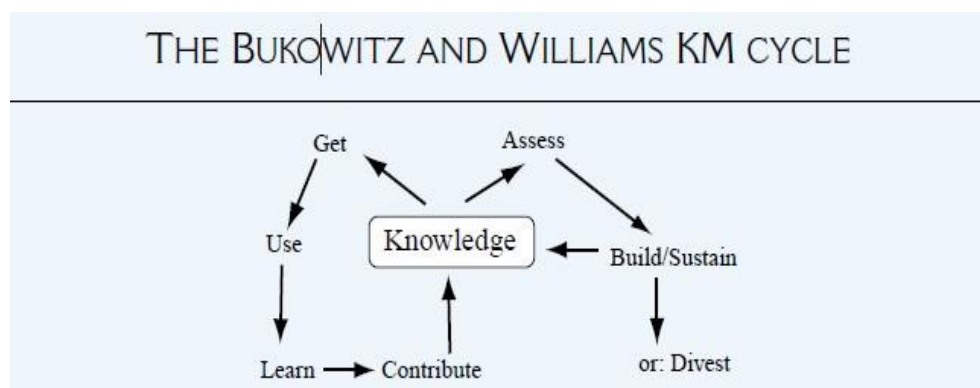 THE BUKOWITZ AND WILLIAMS KM CYCLE
Get
Assess
Use
Knowledge
Build/Sustain
Learn
Contribute
or: Divest